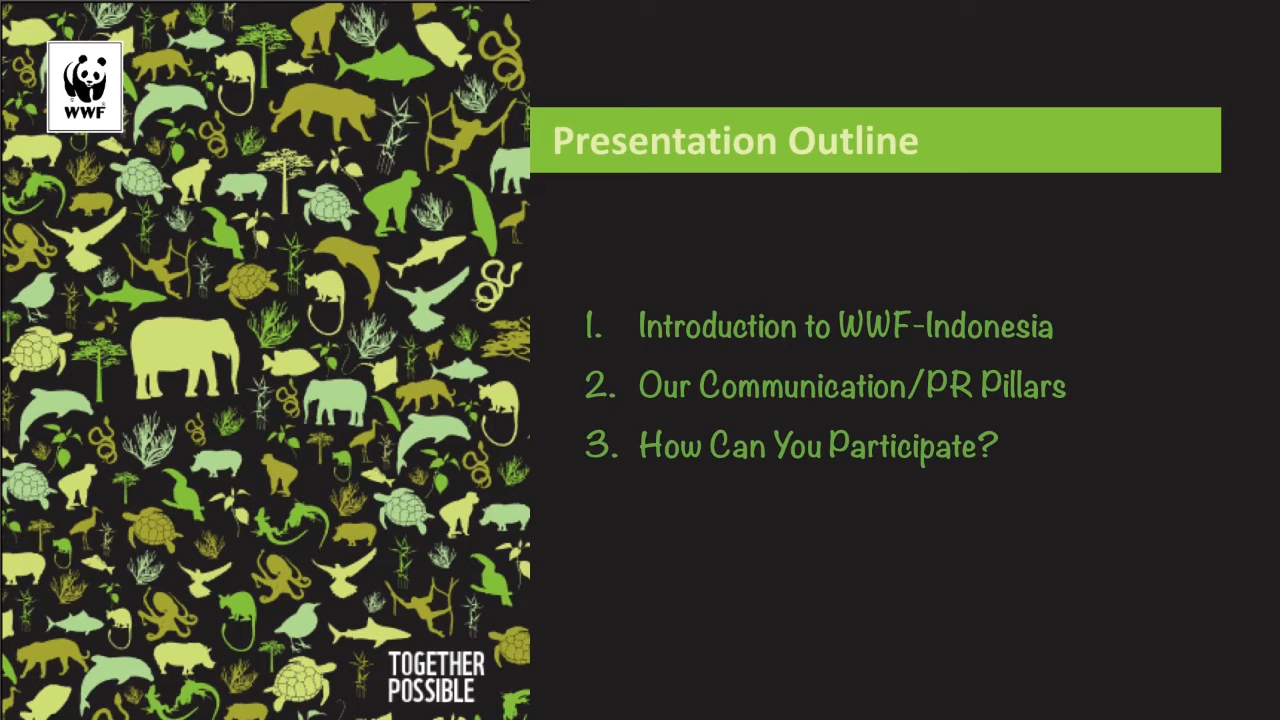 WWF
Presentation Outline
1. Introduction to WWF-Indonesia
2. Our Communication/PR Pillars
3. How Can You Participate?
TOGETHER
POSSIBLE